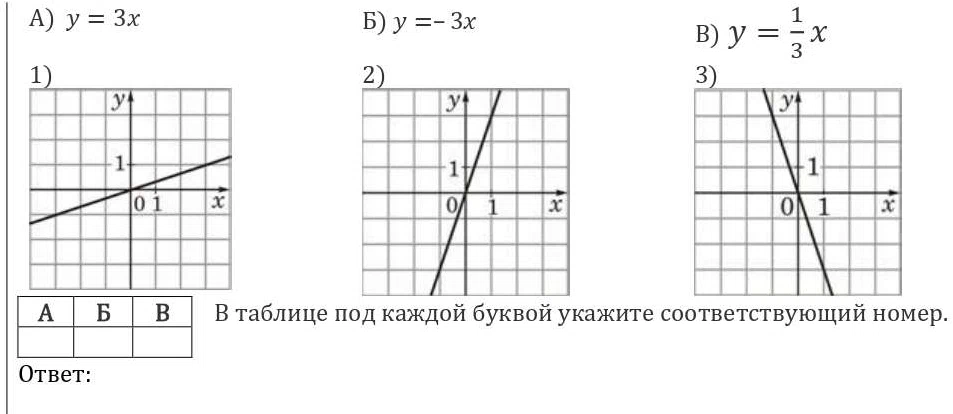 А) y = 3x
Б) y =– 3x
В) y = 1/3 x
1)
2)
3)
y
1
0 1 x
y
1
0 1 x
y
1
0 1 x
А Б В
В таблице под каждой буквой укажите соответствующий номер.
Ответ: